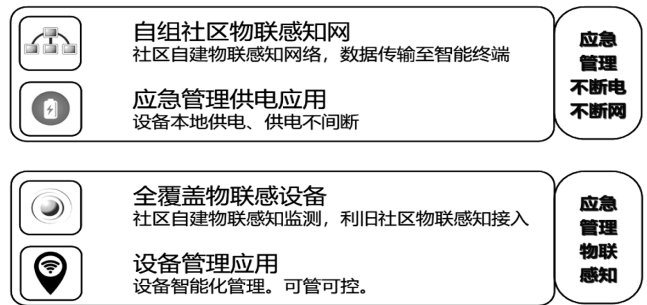 自组社区物联感知网
社区自建物联感知网络，数据传输至智能终端
应急管理供电应用
设备本地供电、供电不间断
应急
管理
不断电
不断网
全覆盖物联感设备
社区自建物联感知监测，利旧社区物联感知接入
设备管理应用
设备智能化管理。可管可控。
应急
管理
物联
感知